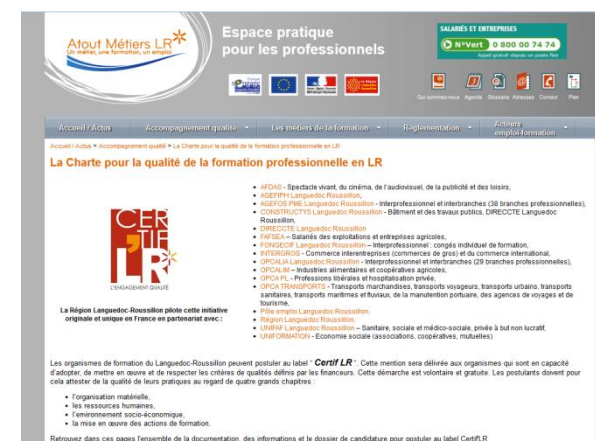 Atout Métiers LR
Un métier, une formation, un emploi
Espace pratique
pour les professionnels
SALARIÉS ET ENTREPRISES
N°Vert 0 800 00 74 74
Appel gratuit depuis un poste fixe
Qui sommes-nous Agenda Glossaire Adresses Contact Plan
Accueil / Actus
Accompagnement qualité
Les métiers de la formation
Réglementation
Acteurs
emploi-formation
Accueil / Actus > Accompagnement qualité > La Charte pour la qualité de la formation professionnelle en LR
La Charte pour la qualité de la formation professionnelle en LR
CER
TIF
LR
L'ENGAGEMENT QUALITÉ
La Région Languedoc-Roussillon pilote cette initiative
originale et unique en France en partenariat avec :
• AFDAS - Spectacle vivant, du cinéma, de l'audiovisuel, de la publicité et des loisirs,
• AGEFIPH Languedoc Roussillon,
• AGEFOS PME Languedoc Roussillon - Interprofessionnel et interbranches (38 branches professionnelles),
• CONSTRUCTYS Languedoc Roussillon - Bâtiment et des travaux publics, DIRECCTE Languedoc
Roussillon,
• DIRECCTE Languedoc Roussillon
• FAFSEA – Salariés des exploitations et entreprises agricoles,
• FONGECIF Languedoc Roussillon – Interprofessionnel : congés individuel de formation,
• INTERGROS - Commerce interentreprises (commerces de gros) et du commerce international,
• OPCALIA Languedoc-Roussillon - Interprofessionnel et interbranches (29 branches professionnelles),
• OPCALIM – Industries alimentaires et coopératives agricoles,
• OPCA PL - Professions libérales et hospitalisation privée,
• OPCA TRANSPORTS - Transports marchandises, transports voyageurs, transports urbains, transports
sanitaires, transports maritimes et fluviaux, de la manutention portuaire, des agences de voyages et de
tourisme,
• Pôle emploi Languedoc Roussillon,
• Région Languedoc Roussillon,
• UNIFAF Languedoc Roussillon – Sanitaire, sociale et médico-sociale, privée à but non lucratif,
• UNIFORMATION - Economie sociale (associations, coopératives, mutuelles)
Les organismes de formation du Languedoc-Roussillon peuvent postuler au label " Certif LR ". Cette mention sera délivrée aux organismes qui sont en capacité
d'adopter, de mettre en œuvre et de respecter les critères de qualités définis par les financeurs. Cette démarche est volontaire et gratuite. Les postulants doivent pour
cela attester de la qualité de leurs pratiques au regard de quatre grands chapitres :
• l'organisation matérielle,
• les ressources humaines,
• l'environnement socio-économique,
• la mise en œuvre des actions de formation.
Retrouvez dans ces pages l'ensemble de la documentation, des informations et le dossier de candidature pour postuler au label CertifLR